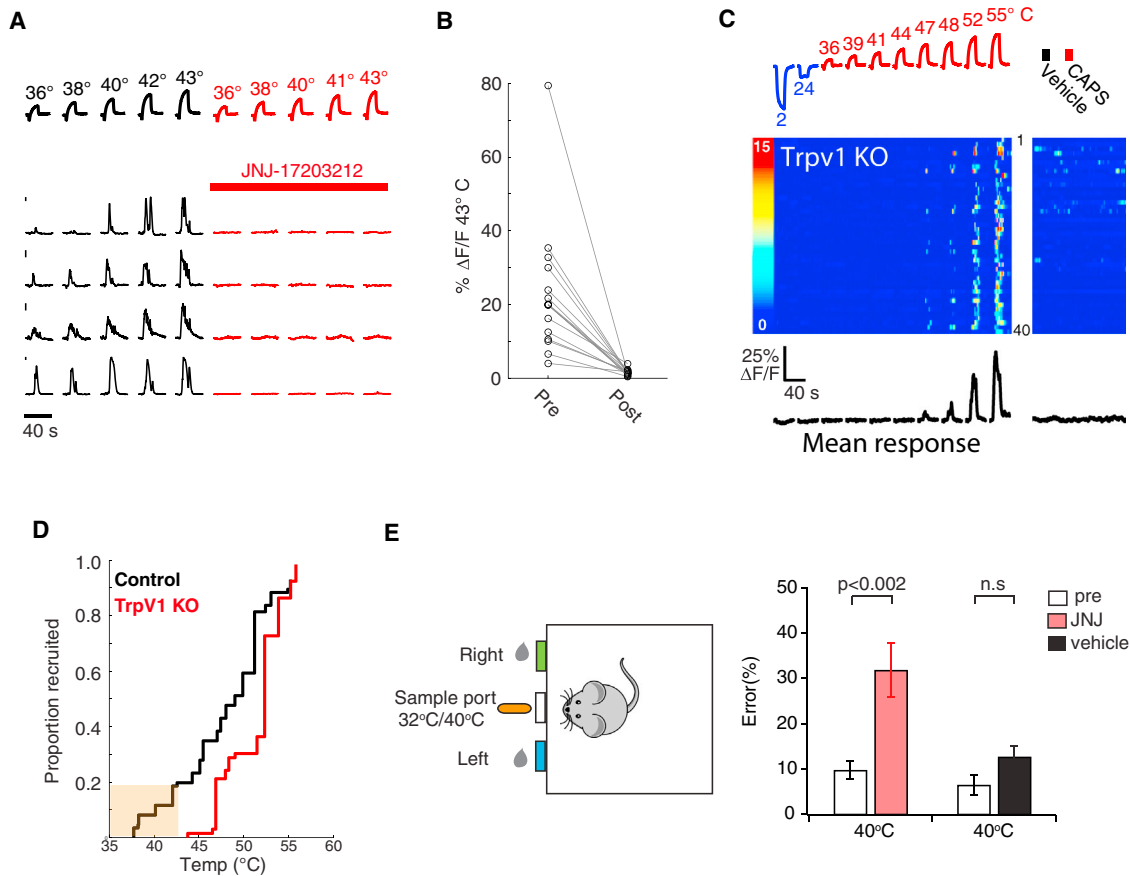 A
36° 38° 40° 42° 43° 36° 38° 40° 41° 43°
JNJ-17203212
40 s
B
% ΔF/F 43° C
80
60
40
20
0
Pre
Post
C
2
24
36 39 41 44 47 48 52 55° C
Vehicle
CAPS
15
0
Trpv1 KO
1
40
25%
ΔF/F
40 s
Mean response
D
Control
TrpV1 KO
Proportion recruited
1.0
0.8
0.6
0.4
0.2
35 40 45 50 55 60
Temp (°C)
E
Right
Sample port
32°C/40°C
Left
Error(%)
50
40
30
20
10
0
p<0.002
n.s
pre
JNJ
vehicle
40°C
40°C